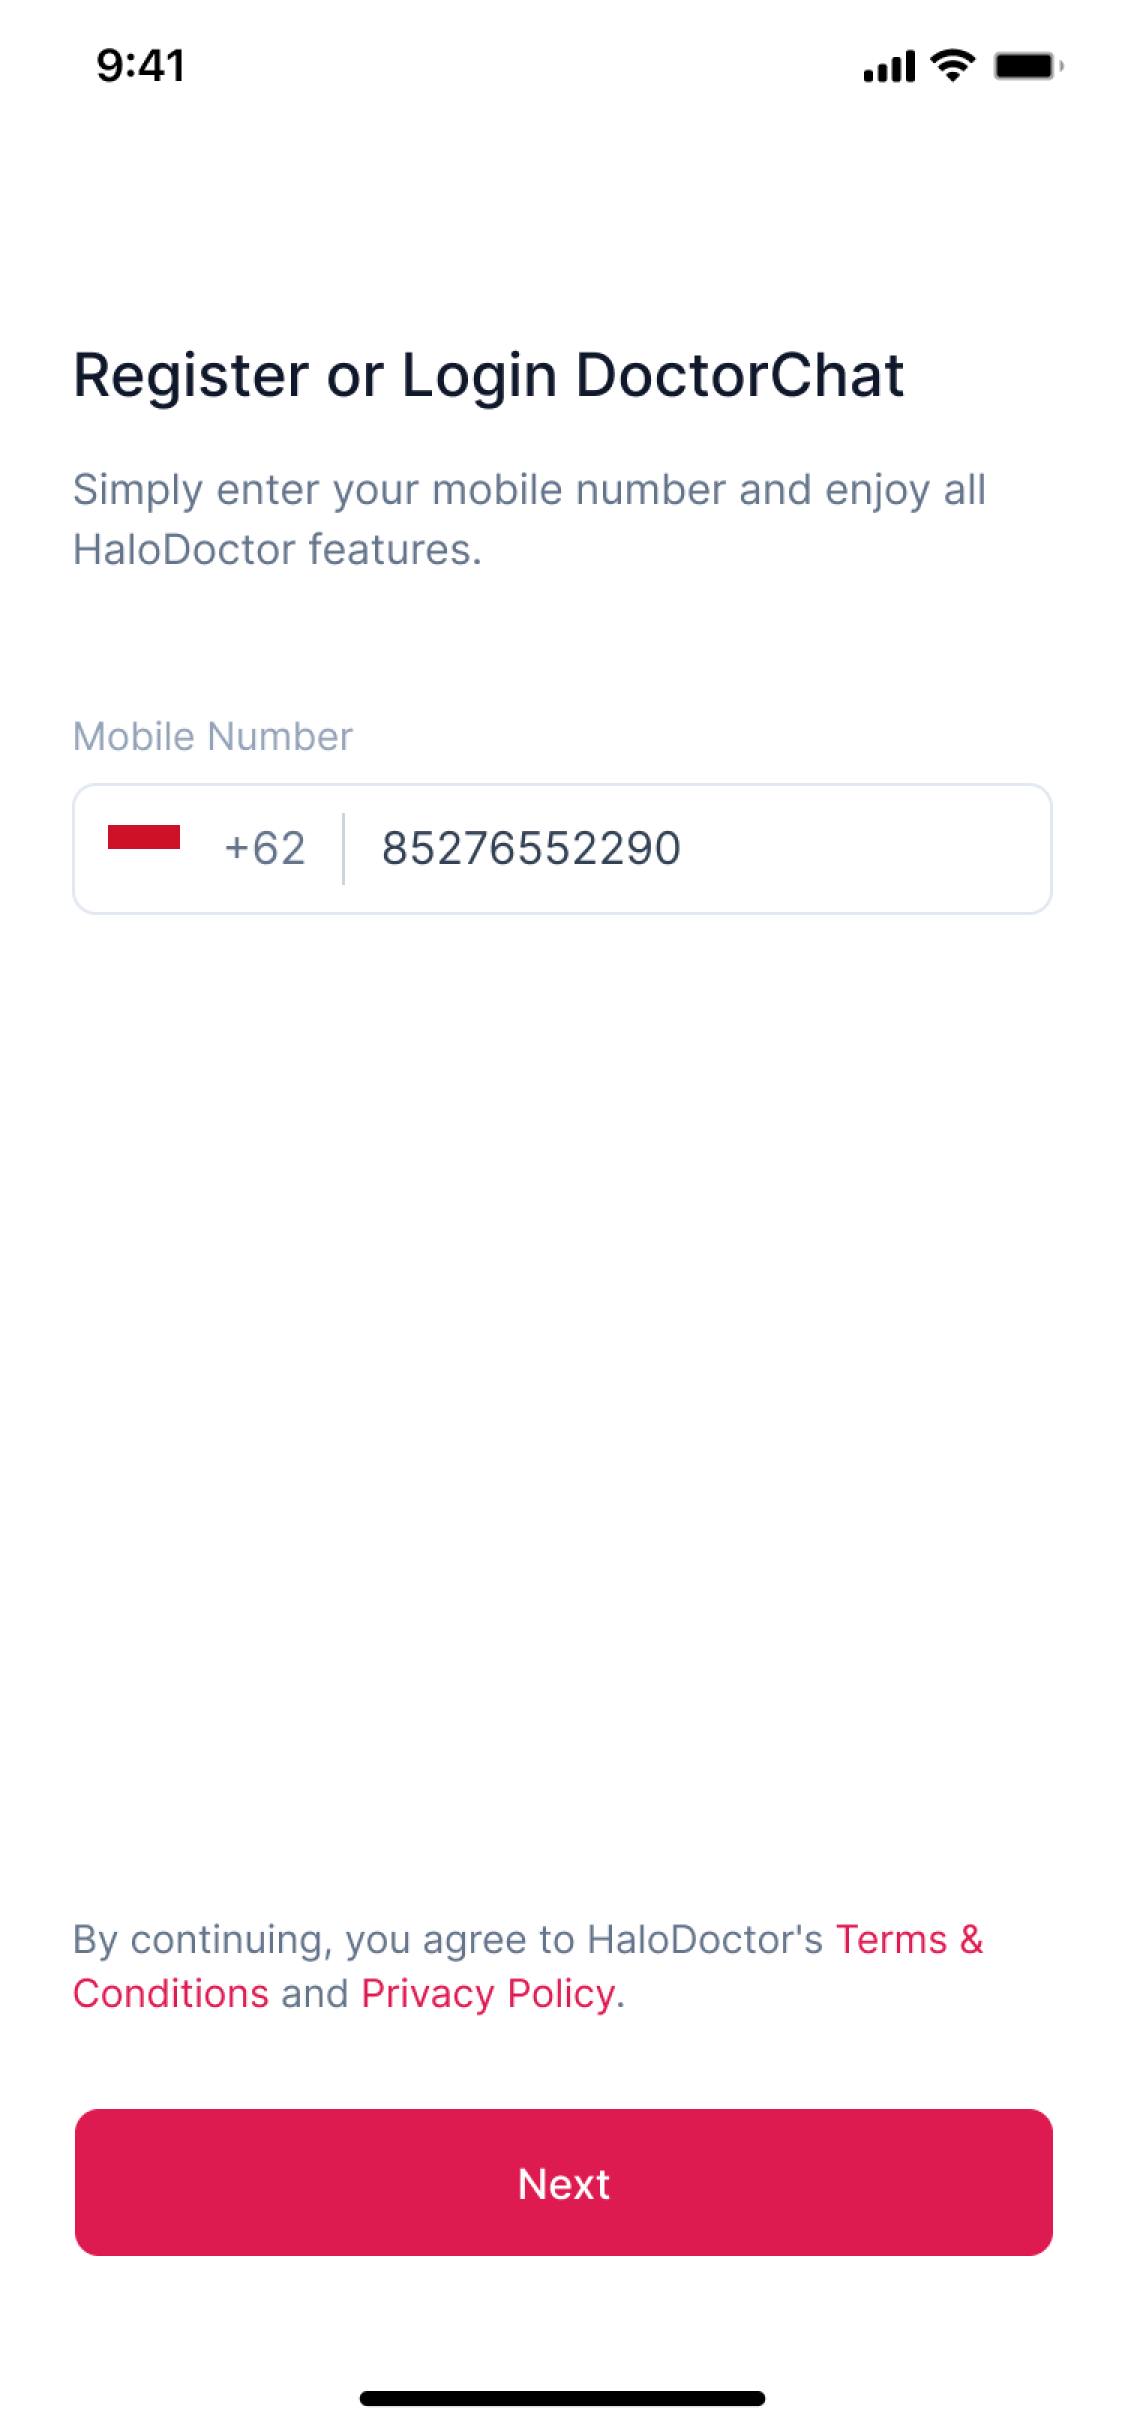 9:41
Register or Login DoctorChat
Simply enter your mobile number and enjoy all
HaloDoctor features.
Mobile Number
+62 85276552290
By continuing, you agree to HaloDoctor's Terms &
Conditions and Privacy Policy.
Next